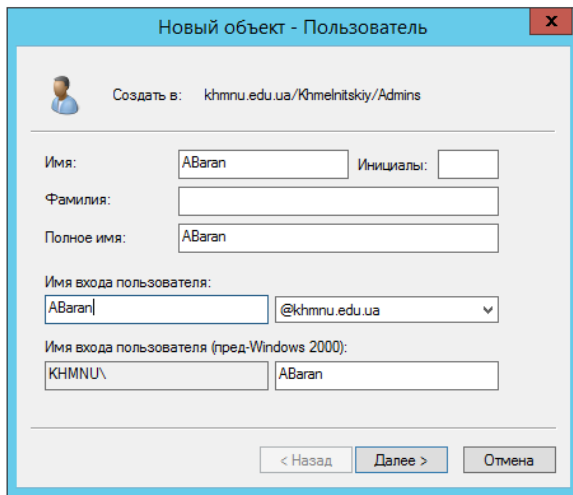 Новый объект - Пользователь
x
Создать в: khmnu.edu.ua/Khmelnitskiy/Admins
Имя: ABaran Инициалы:
Фамилия:
Полное имя: ABaran
Имя входа пользователя:
ABaran @khmnu.edu.ua
Имя входа пользователя (пред-Windows 2000):
KHMNU\ ABaran
< Назад Далее > Отмена